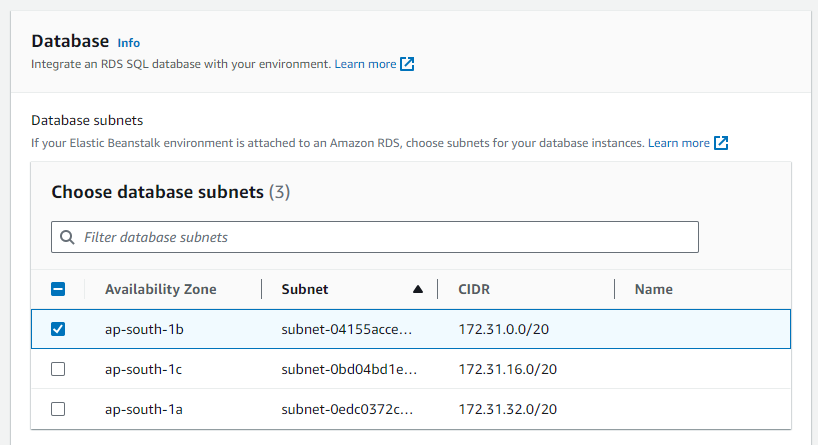 Database Info
Integrate an RDS SQL database with your environment. Learn more
Database subnets
If your Elastic Beanstalk environment is attached to an Amazon RDS, choose subnets for your database instances. Learn more
Choose database subnets (3)
Filter database subnets
Availability Zone Subnet CIDR Name
ap-south-1b subnet-04155acce... 172.31.0.0/20
ap-south-1c subnet-0bd04bd1e... 172.31.16.0/20
ap-south-1a subnet-0edc0372c... 172.31.32.0/20